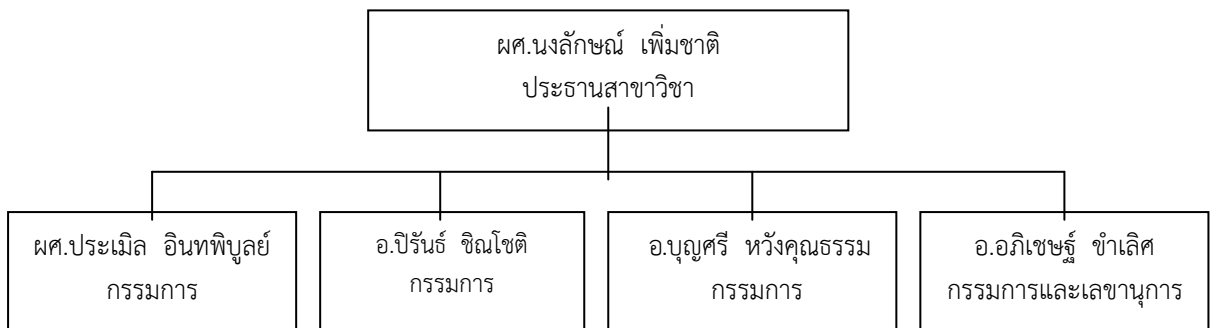 ผศ.นงลักษณ์ เพิ่มชาติ
ประธานสาขาวิชา
ผศ.ประเมิล อินทพิบูลย์
กรรมการ
อ.ปิรันธ์ ชิณโชติ
กรรมการ
อ.บุญศรี หวังคุณธรรม
กรรมการ
อ.อภิเชษฐ์ ขำเลิศ
กรรมการและเลขานุการ